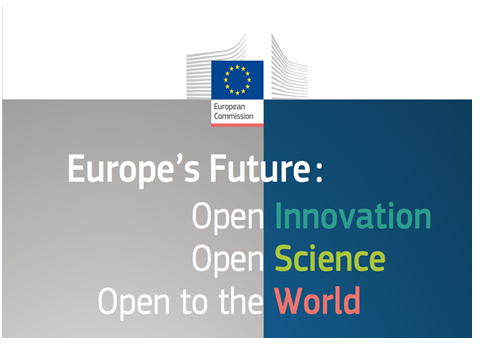 European
Commission
Europe's Future:
Open Innovation
Open Science
Open to the World